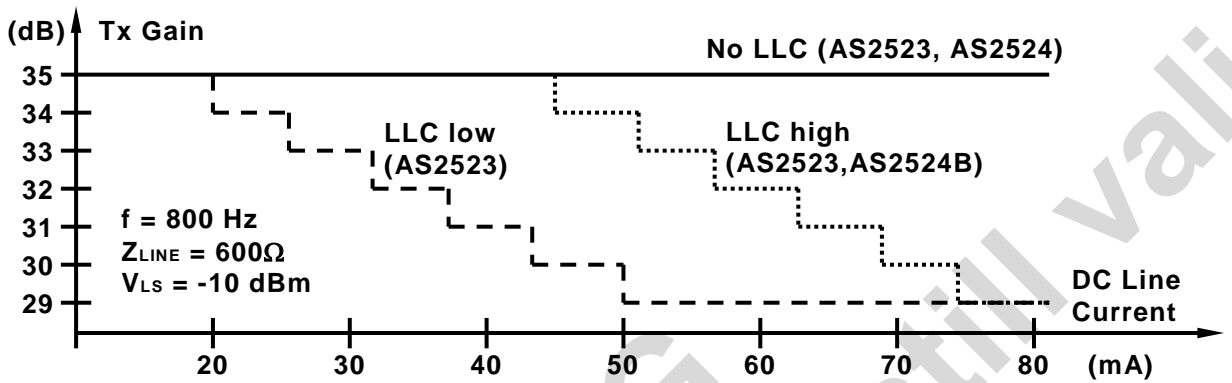 (dB) Tx Gain
No LLC (AS2523, AS2524)
35
34
33
32
31
30
29
LLC low
(AS2523)
LLC high
(AS2523,AS2524B)
f = 800 Hz
ZLINE = 600Ω
VLS = -10 dBm
DC Line
Current
20 30 40 50 60 70 80 (mA)
still vali